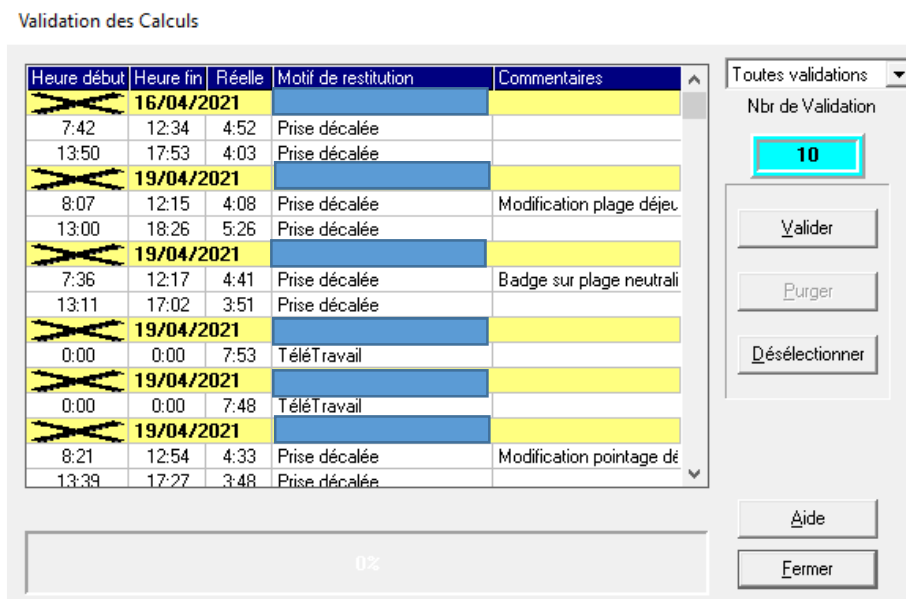 Validation des Calculs
Heure début Heure fin Réelle Motif de restitution Commentaires
16/04/2021
7:42 12:34 4:52 Prise décalée
13:50 17:53 4:03 Prise décalée
19/04/2021
8:07 12:15 4:08 Prise décalée Modification plage déjeu
13:00 18:26 5:26 Prise décalée
19/04/2021
7:36 12:17 4:41 Prise décalée Badge sur plage neutrali
13:11 17:02 3:51 Prise décalée
19/04/2021
0:00 0:00 7:53 TéléTravail
19/04/2021
0:00 0:00 7:48 TéléTravail
19/04/2021
8:21 12:54 4:33 Prise décalée Modification pointage dé
13:39 17:27 3:48 Prise décalée
0%
Toutes validations
Nbr de Validation
10
Valider
Purger
Désélectionner
Aide
Fermer